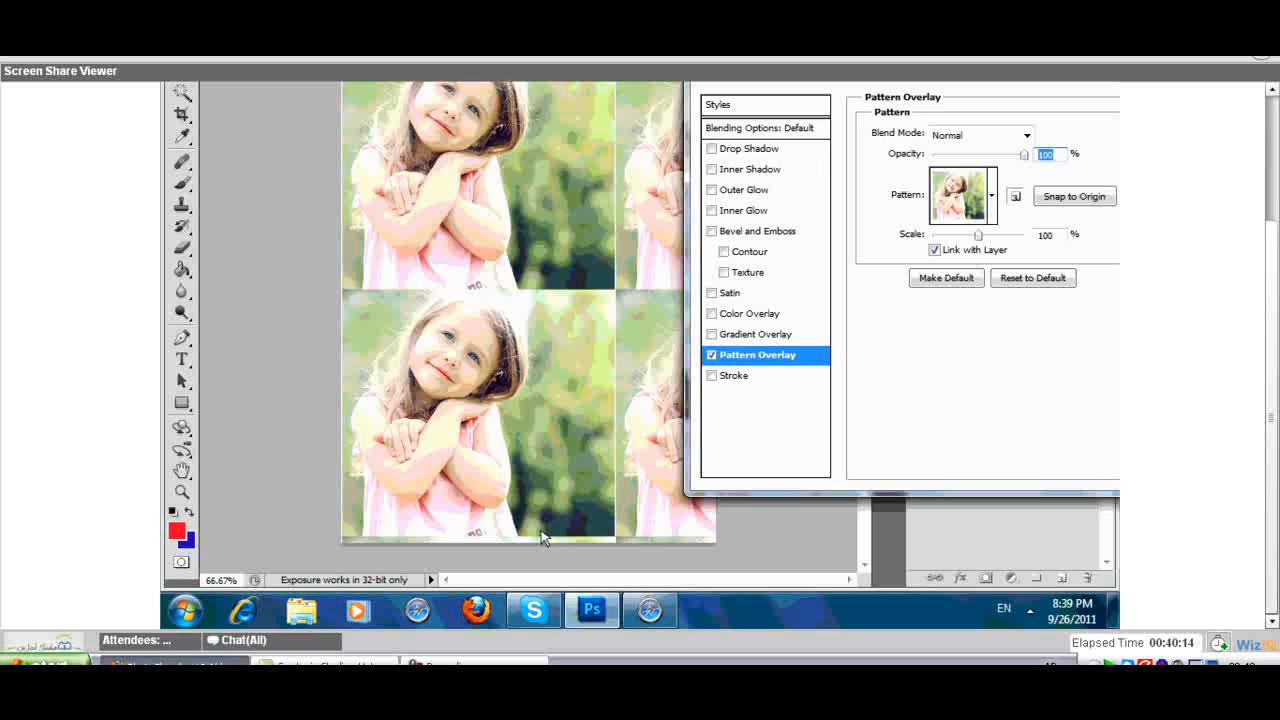 Screen Share Viewer
Styles
Blending Options: Default
Drop Shadow
Inner Shadow
Outer Glow
Inner Glow
Bevel and Emboss
Contour
Texture
Satin
Color Overlay
Gradient Overlay
Pattern Overlay
Stroke
Pattern Overlay
Pattern
Blend Mode: Normal
Opacity: 100 %
Pattern: Snap to Origin
Scale: 100 %
Link with Layer
Make Default Reset to Default
T
66.67% Exposure works in 32-bit only
fx
S Ps
EN 8:39 PM
9/26/2011
Attendees: ... Chat(All)
Elapsed Time 00:40:14